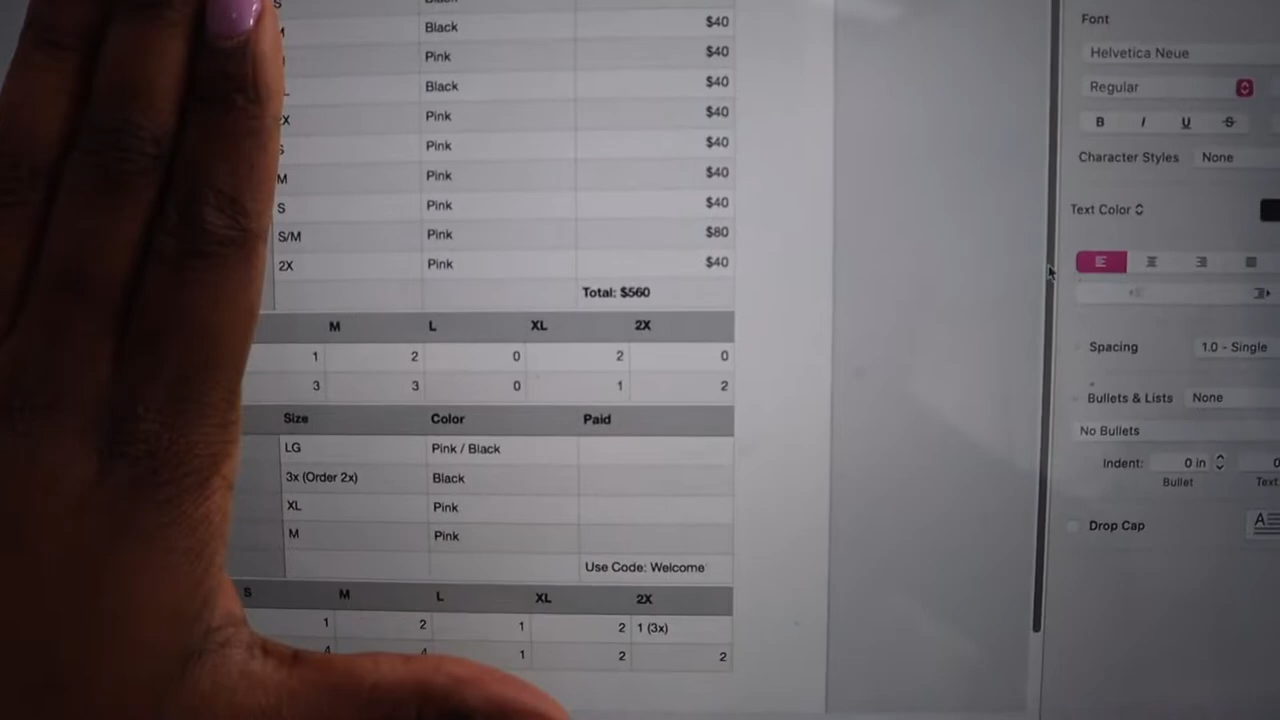 Black $40
Pink $40
Black $40
Pink $40
Pink $40
M Pink $40
S Pink $40
S/M Pink $80
2X Pink $40
Total: $560
M L XL 2X
1 2 0 2 0
3 3 0 1 2
Size Color Paid
LG Pink / Black
3x (Order 2x) Black
XL Pink
M Pink
Use Code: Welcome
S M L XL 2X
1 2 1 2 1 (3x)
4 4 1 2 2
Font
Helvetica Neue
Regular
B I U S
Character Styles None
Text Color
Spacing 1.0 - Single
Bullets & Lists None
No Bullets
Indent: 0 in 0
Bullet Text
Drop Cap